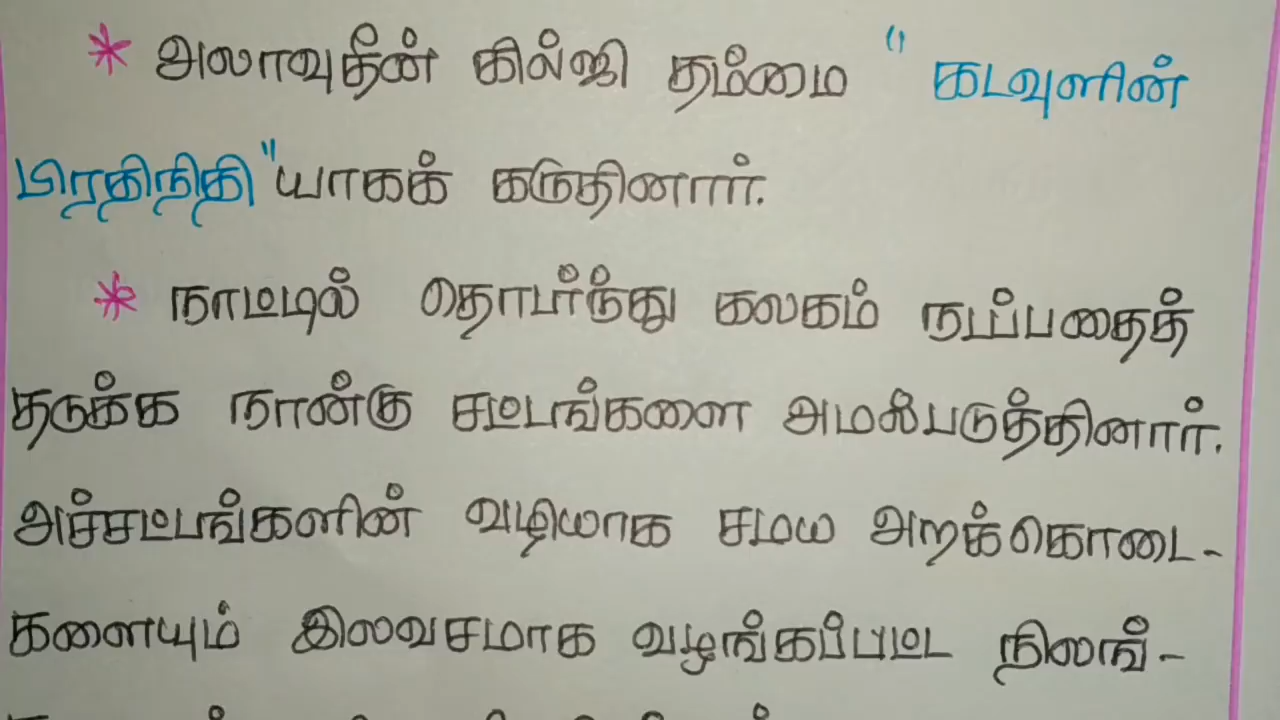 * அலாவுதீன் கில்ஜி தம்மை " கடவுளின்
பிரதிநிதி"யாகக் கருதினார்.
* நாட்டில் தொடர்ந்து கலகம் நடப்பதைத்
தடுக்க நான்கு சட்டங்களை அமல்படுத்தினார்.
அச்சட்டங்களின் வழியாக சமய அறக்கொடை-
களையும் இலவசமாக வழங்கப்பட்ட நிலங்-